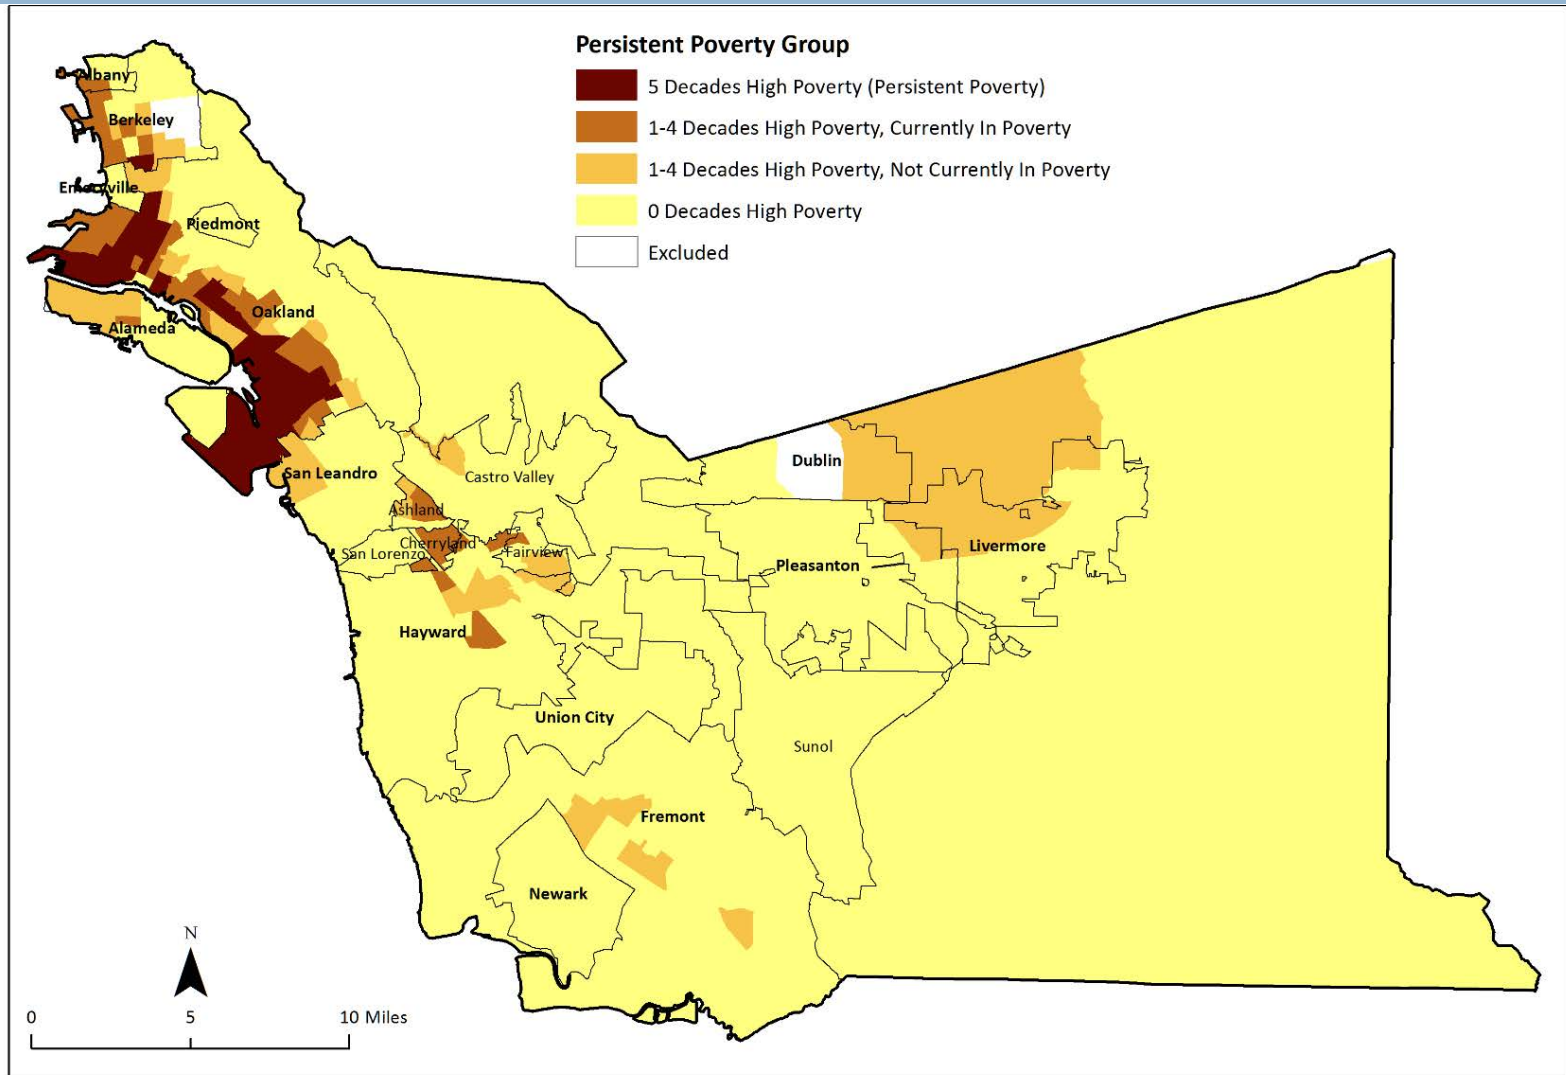 Persistent Poverty Group
5 Decades High Poverty (Persistent Poverty)
1-4 Decades High Poverty, Currently In Poverty
1-4 Decades High Poverty, Not Currently In Poverty
0 Decades High Poverty
Excluded
Albany
Berkeley
Emeryville
Piedmont
Oakland
Alameda
San Leandro
Castro Valley
Dublin
Ashland
Cherryland
San Lorenzo
Fairview
Livermore
Pleasanton
Hayward
Union City
Sunol
Fremont
Newark
N
0 5 10 Miles